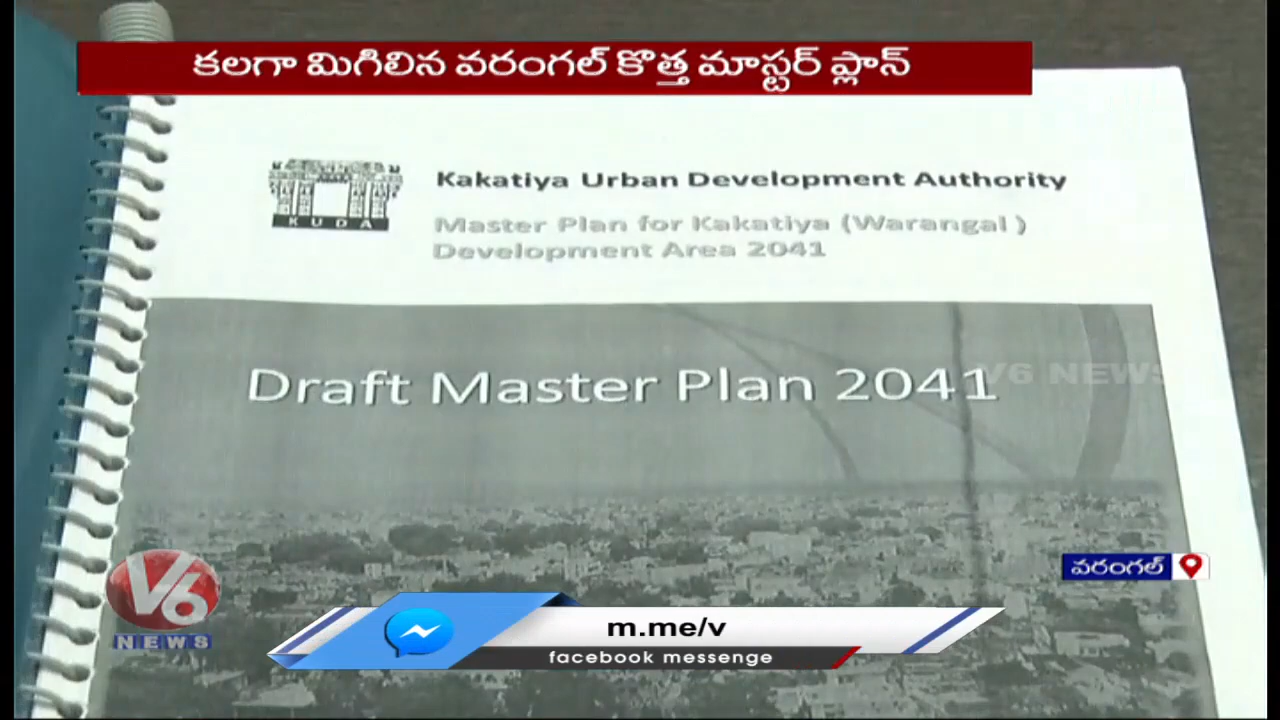 కలగా మిగిలిన వరంగల్ కొత్త మాస్టర్ ప్లాన్
Kakatiya Urban Development Authority
KUDA
Master Plan for Kakatiya (Warangal )
Development Area 2041
Draft Master Plan 2041
V6 NEWS
వరంగల్
V6
NEWS
m.me/v
facebook messenge